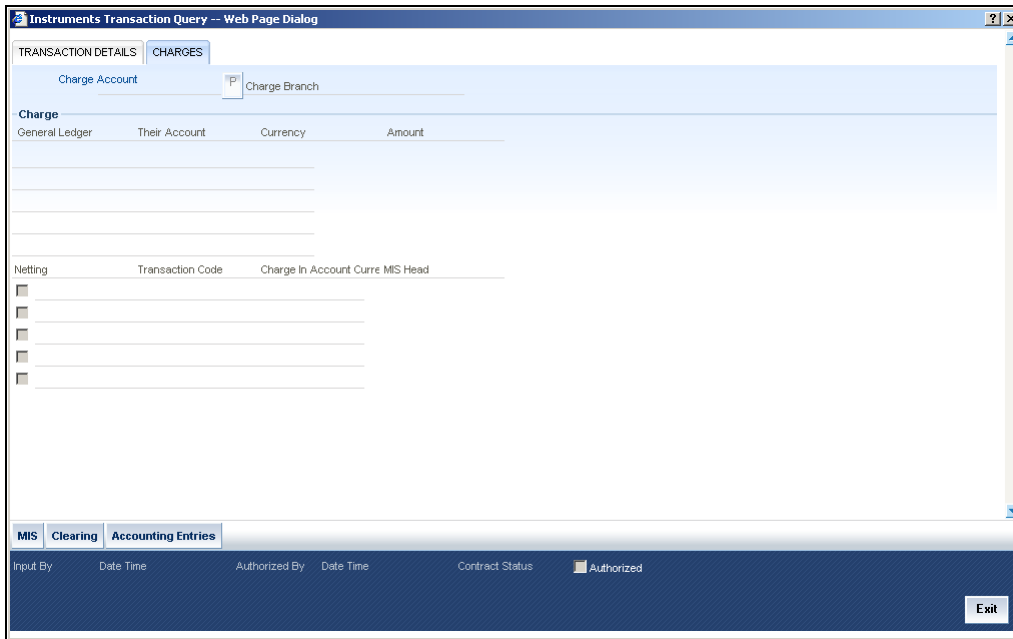 Instruments Transaction Query -- Web Page Dialog
TRANSACTION DETAILS CHARGES
Charge Account P Charge Branch
Charge
General Ledger Their Account Currency Amount
Netting Transaction Code Charge In Account Curre MIS Head
MIS Clearing Accounting Entries
Input By Date Time Authorized By Date Time Contract Status Authorized
Exit